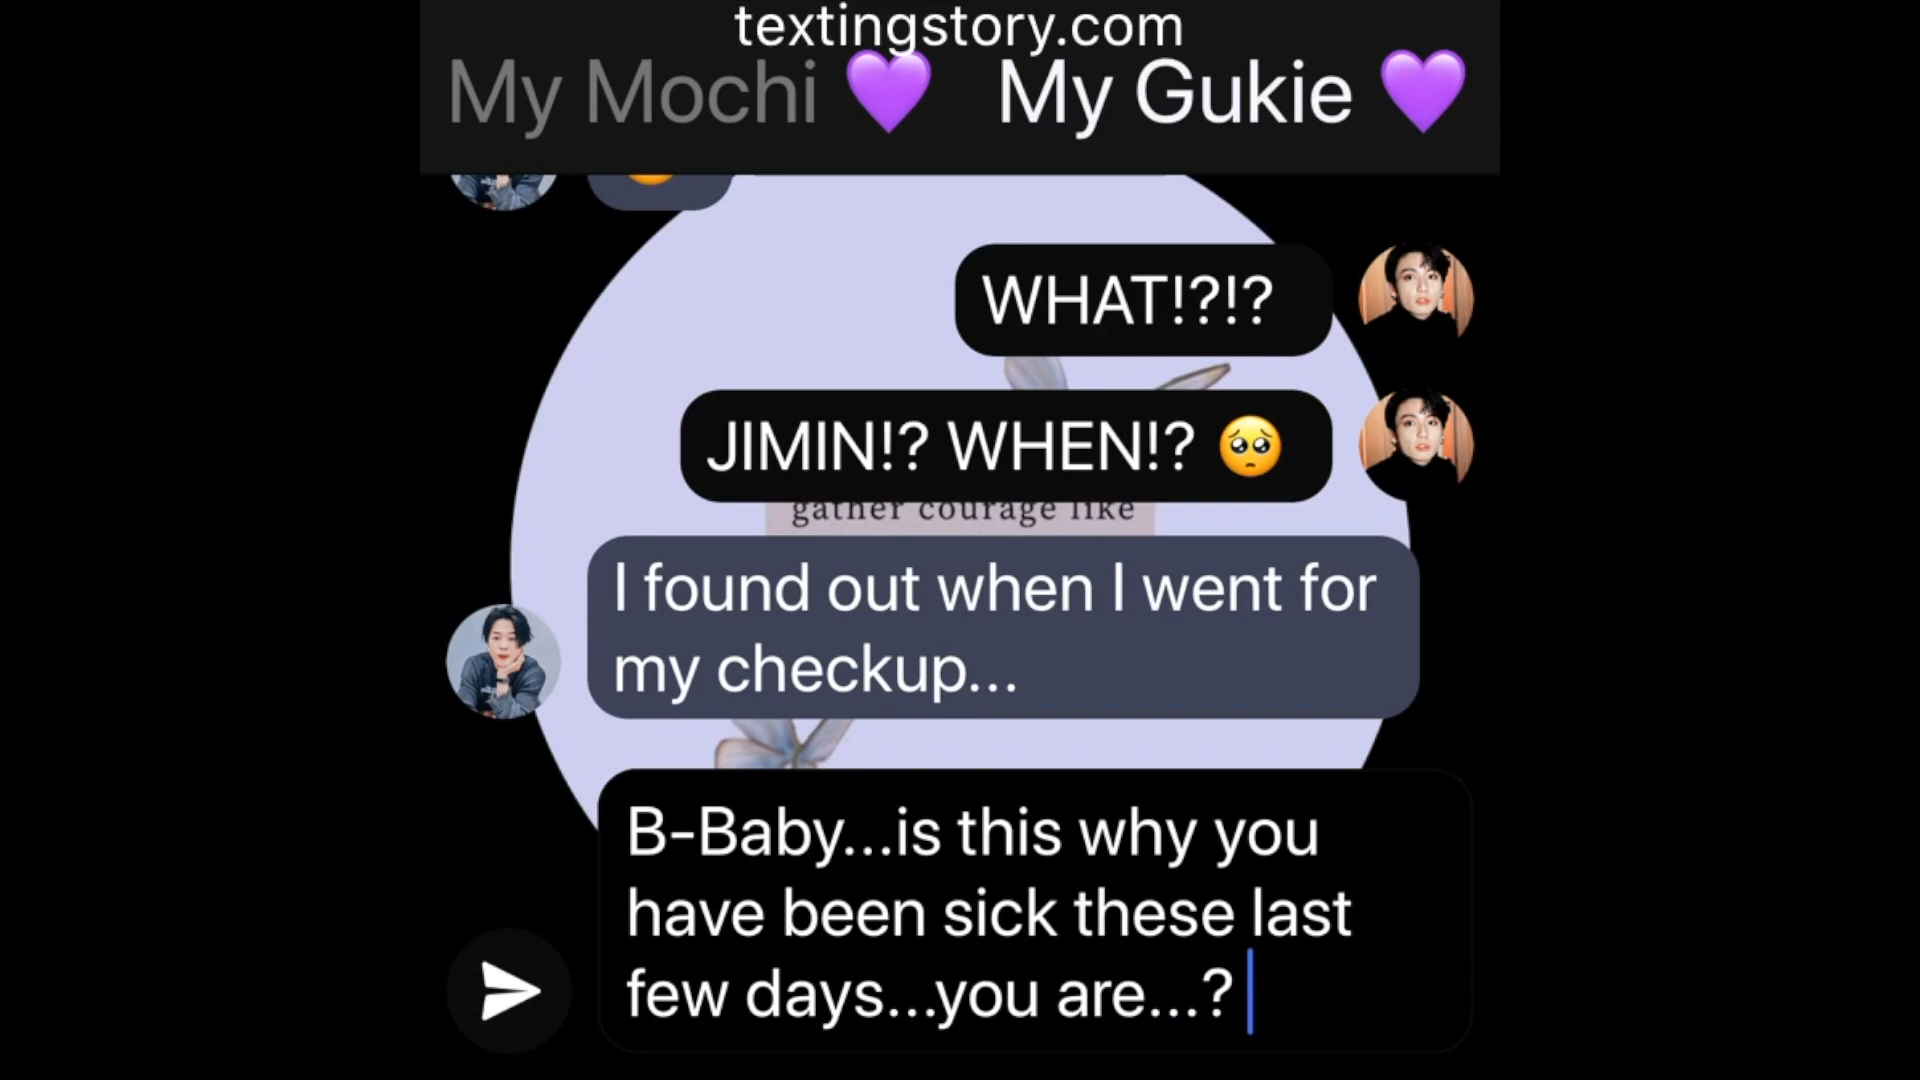 textingstory.com
My Mochi 💜 My Gukie 💜
WHAT!?!?
JIMIN!? WHEN!? 🥺
gather courage like
I found out when I went for
my checkup...
B-Baby...is this why you
have been sick these last
few days...you are...?